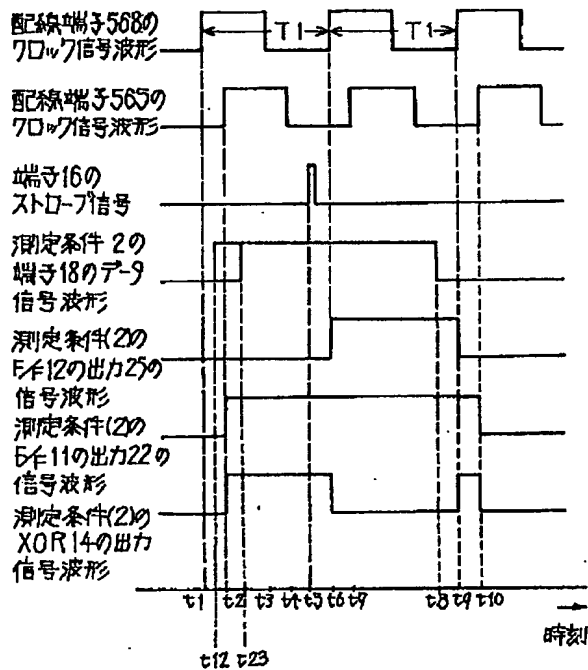 配線端子568の
クロック信号波形
T1
T1
配線端子565の
クロック信号波形
端子16の
ストローブ信号
測定条件2の
端子18のデータ
信号波形
測定条件(2)の
F/F12の出力25の
信号波形
測定条件(2)の
F/F11の出力22の
信号波形
測定条件(2)の
XOR14の出力
信号波形
t1 t2 t3 t4 t5 t6 t7 t8 t9 t10
時刻
t12 t23